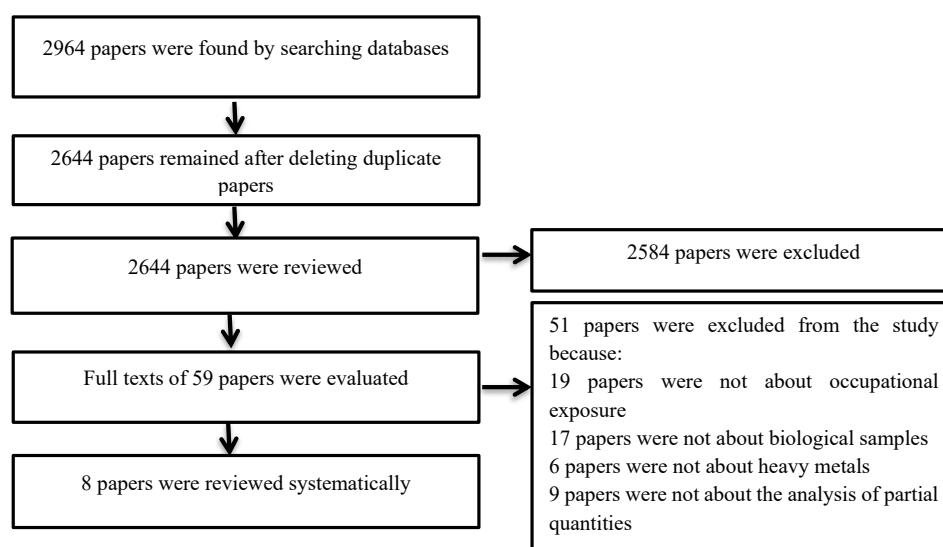 2964 papers were found by searching databases
2644 papers remained after deleting duplicate
papers
2644 papers were reviewed
2584 papers were excluded
Full texts of 59 papers were evaluated
51 papers were excluded from the study
because:
19 papers were not about occupational
exposure
17 papers were not about biological samples
6 papers were not about heavy metals
9 papers were not about the analysis of partial
quantities
8 papers were reviewed systematically